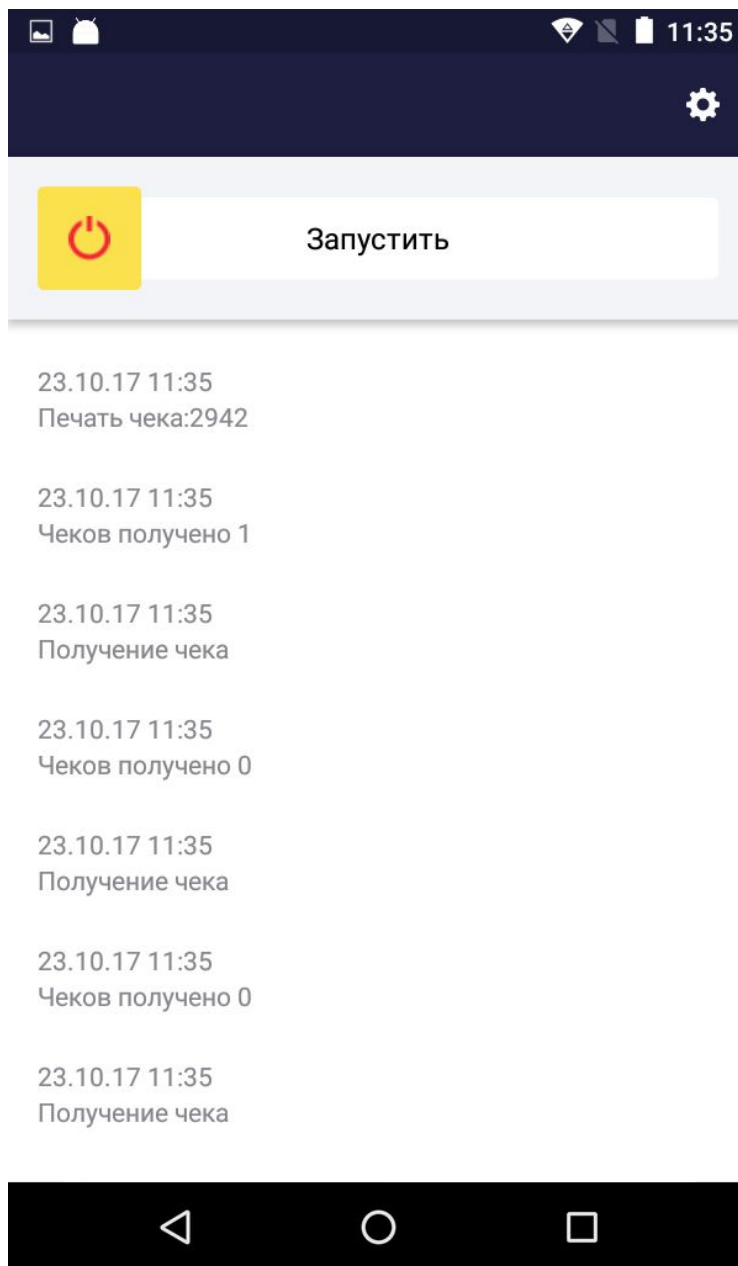 11:35
Запустить
23.10.17 11:35
Печать чека:2942
23.10.17 11:35
Чеков получено 1
23.10.17 11:35
Получение чека
23.10.17 11:35
Чеков получено 0
23.10.17 11:35
Получение чека
23.10.17 11:35
Чеков получено 0
23.10.17 11:35
Получение чека